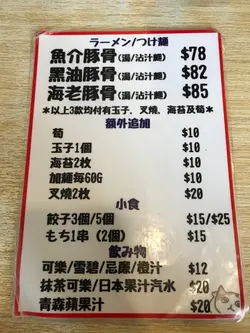 ラーメン/つけ麺
魚介豚骨(湯/沾汁麵) $78
黑油豚骨(湯/沾汁麵) $82
海老豚骨(湯/沾汁麵) $85
*以上3款均付有玉子，叉燒，海苔及筍*
額外追加
筍 $10
玉子1個 $10
海苔2枚 $10
加麵每60G $10
叉燒2枚 $20
小食
餃子3個/5個 $15/$25
もち1串（2個） $15
飲み物
可樂/雪碧/忌廉/橙汁 $12
抹茶可樂/日本果汁汽水 $20
青森蘋果汁 $20